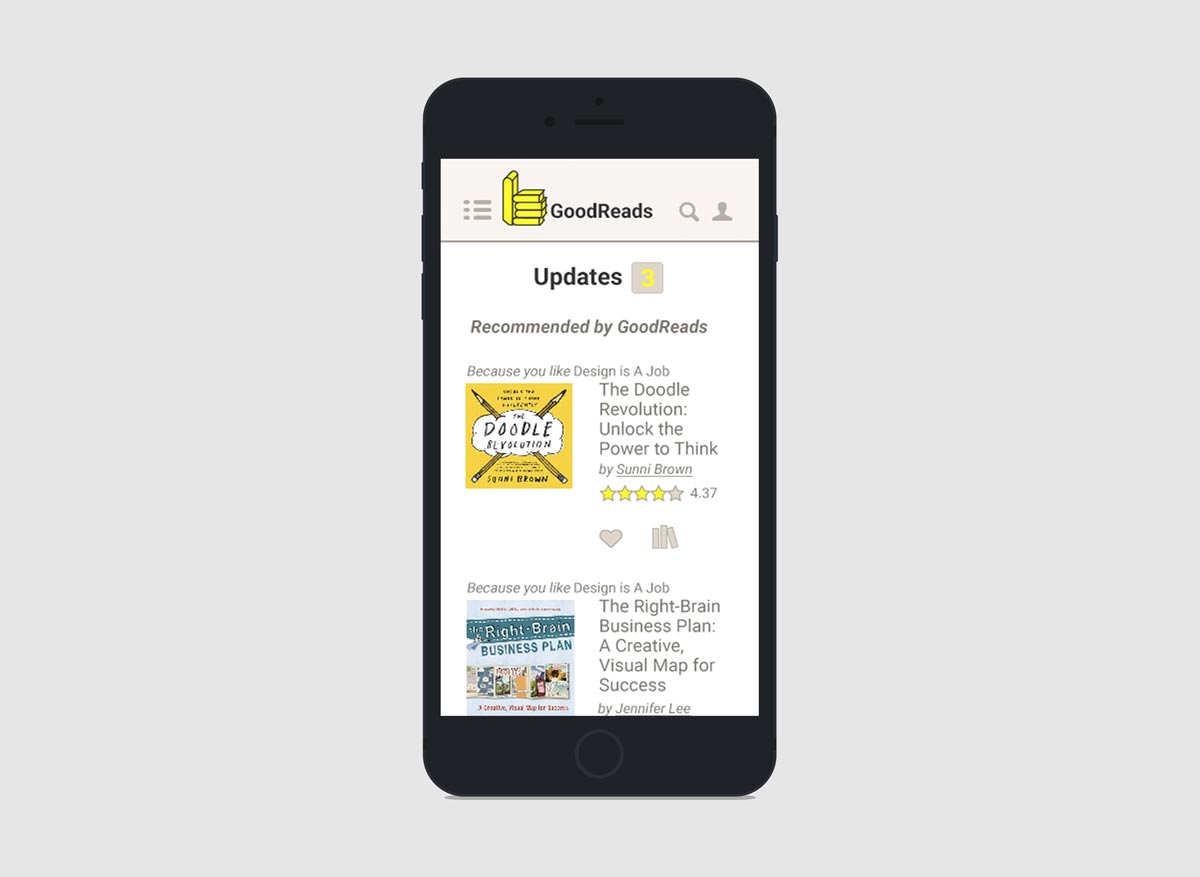 GoodReads
Updates 3
Recommended by GoodReads
Because you like Design is A Job
THE
DOODLE
REVOLUTION
SUNNI BROWN
The Doodle
Revolution:
Unlock the
Power to Think
by Sunni Brown
4.37
Because you like Design is A Job
The Right-Brain
BUSINESS PLAN
A Creative, Visual Map for Success
The Right-Brain
Business Plan:
A Creative,
Visual Map for
Success
by Jennifer Lee